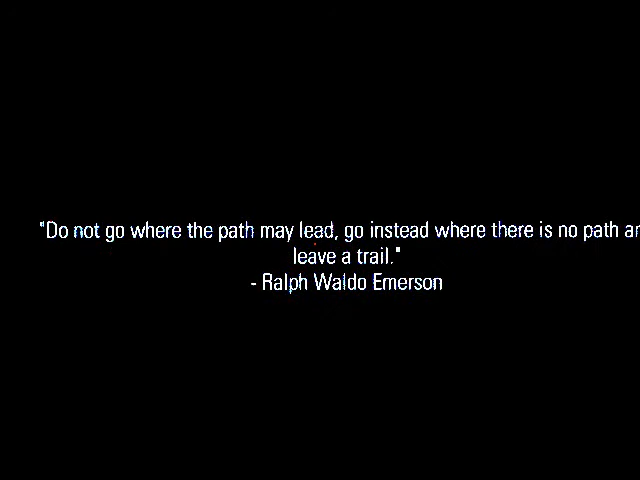 "Do not go where the path may lead, go instead where there is no path
leave a trail."
- Ralph Waldo Emerson